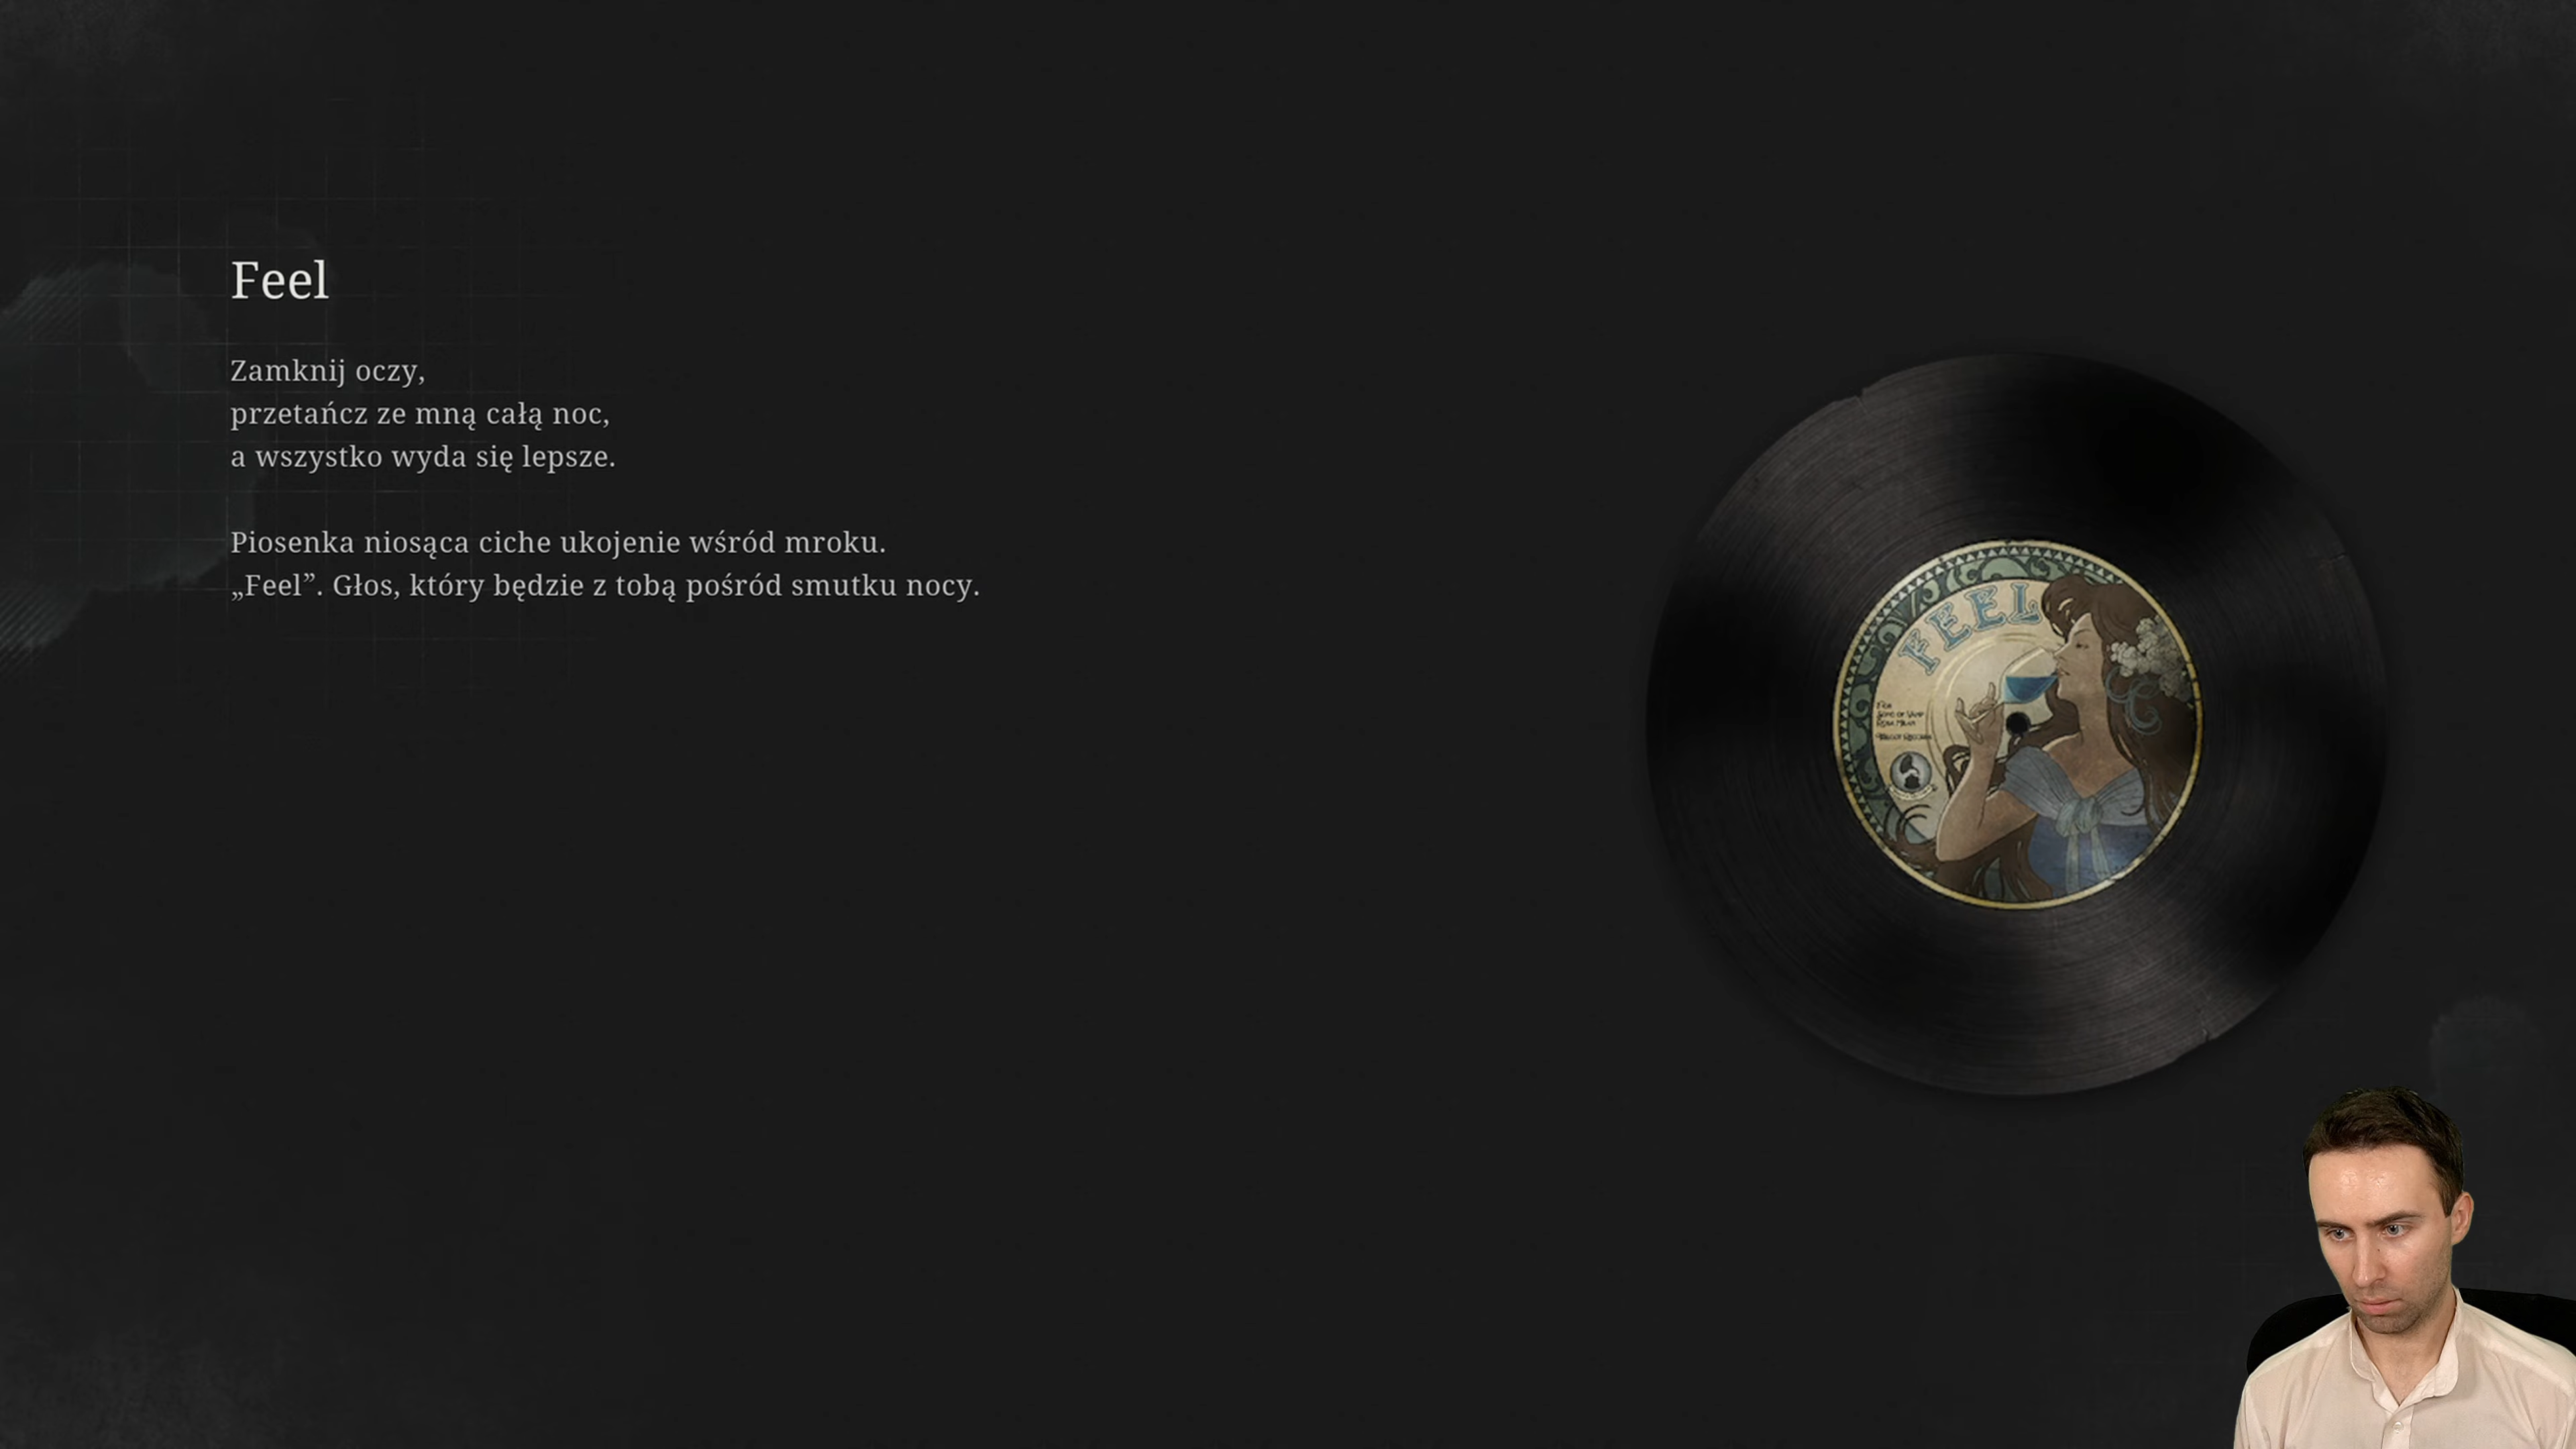 Feel
Zamknij oczy,
przetańcz ze mną całą noc,
a wszystko wyda się lepsze.
Piosenka niosąca ciche ukojenie wśród mroku.
„Feel”. Głos, który będzie z tobą pośród smutku nocy.
FEEL